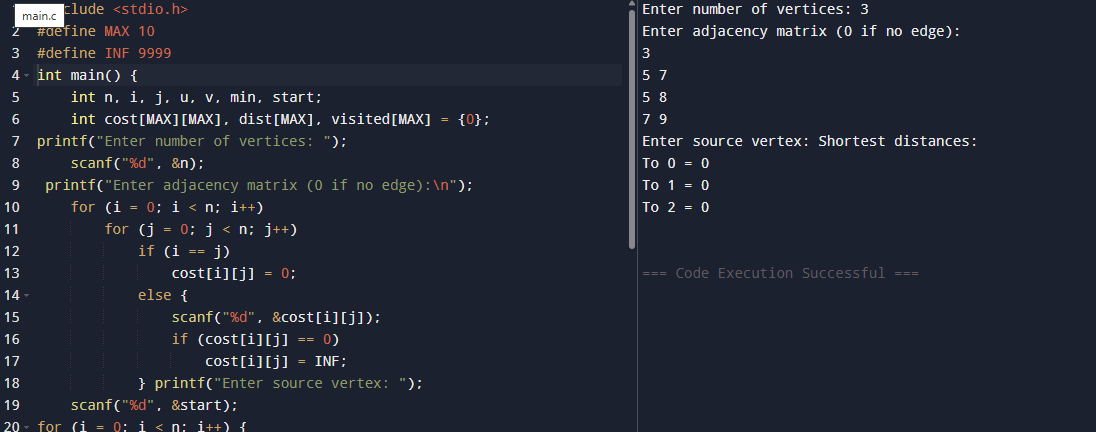 main.c
clude <stdio.h>
2 #define MAX 10
3 #define INF 9999
4 int main() {
5 int n, i, j, u, v, min, start;
6 int cost[MAX][MAX], dist[MAX], visited[MAX] = {0};
7 printf("Enter number of vertices: ");
8 scanf("%d", &n);
9 printf("Enter adjacency matrix (0 if no edge):\n");
10 for (i = 0; i < n; i++)
11 for (j = 0; j < n; j++)
12 if (i == j)
13 cost[i][j] = 0;
14 else {
15 scanf("%d", &cost[i][j]);
16 if (cost[i][j] == 0)
17 cost[i][j] = INF;
18 } printf("Enter source vertex: ");
19 scanf("%d", &start);
20 for (i = 0; i < n; i++) {
Enter number of vertices: 3
Enter adjacency matrix (0 if no edge):
3
5 7
5 8
7 9
Enter source vertex: Shortest distances:
To 0 = 0
To 1 = 0
To 2 = 0
=== Code Execution Successful ===